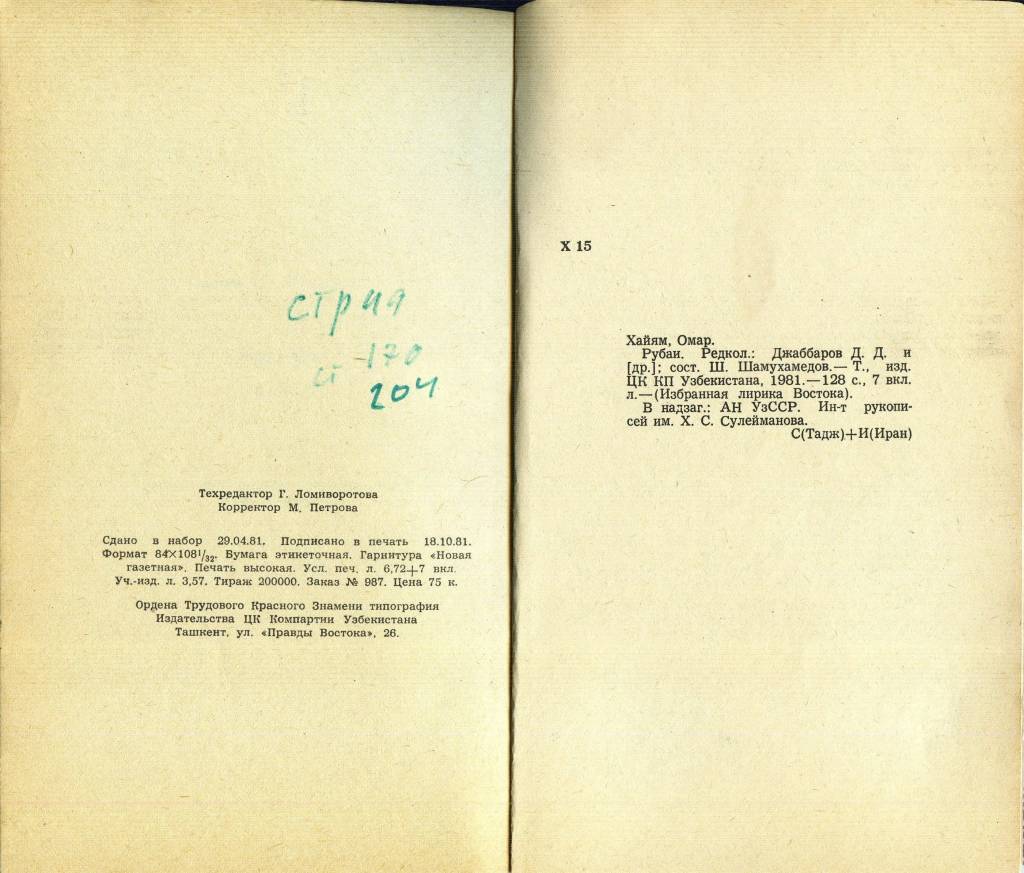 стр
ст 170
204
Техредактор Г. Ломиворотова
Корректор М. Петрова
Сдано в набор 29.04.81. Подписано в печать 18.10.81.
Формат 84×108¹/₃₂. Бумага этикеточная. Гарнитура «Новая
газетная». Печать высокая. Усл. печ. л. 6,72+7 вкл.
Уч.-изд. л. 3,57. Тираж 200000. Заказ № 987. Цена 75 к.
Ордена Трудового Красного Знамени типография
Издательства ЦК Компартии Узбекистана
Ташкент, ул. «Правды Востока», 26.
Х 15
Хайям, Омар.
Рубаи. Редкол.: Джаббаров Д. Д. и
[др.]; сост. Ш. Шамухамедов.— Т., изд.
ЦК КП Узбекистана, 1981.—128 с., 7 вкл.
л.—(Избранная лирика Востока).
В надзаг.: АН УзССР. Ин-т рукопи-
сей им. Х. С. Сулейманова.
С(Тадж)+И(Иран)